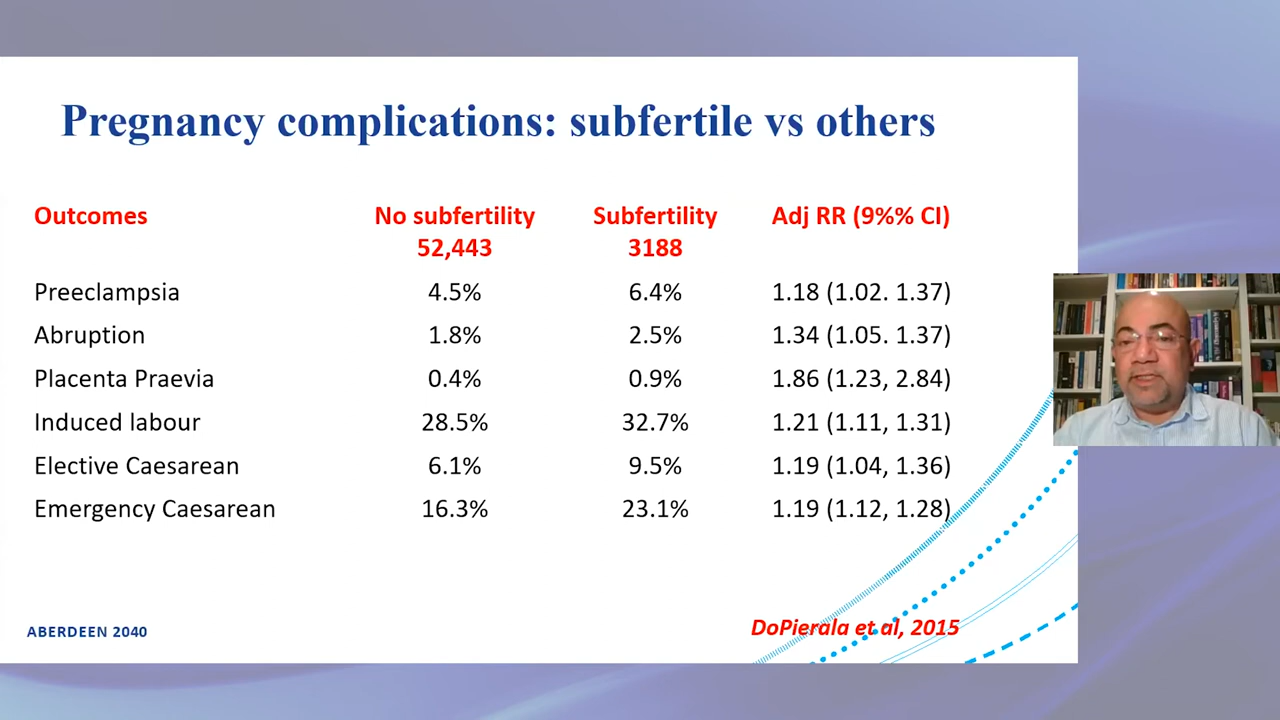 Pregnancy complications: subfertile vs others
Outcomes No subfertility Subfertility Adj RR (9%% CI)
52,443 3188
Preeclampsia 4.5% 6.4% 1.18 (1.02. 1.37)
Abruption 1.8% 2.5% 1.34 (1.05. 1.37)
Placenta Praevia 0.4% 0.9% 1.86 (1.23, 2.84)
Induced labour 28.5% 32.7% 1.21 (1.11, 1.31)
Elective Caesarean 6.1% 9.5% 1.19 (1.04, 1.36)
Emergency Caesarean 16.3% 23.1% 1.19 (1.12, 1.28)
DoPierala et al, 2015
ABERDEEN 2040